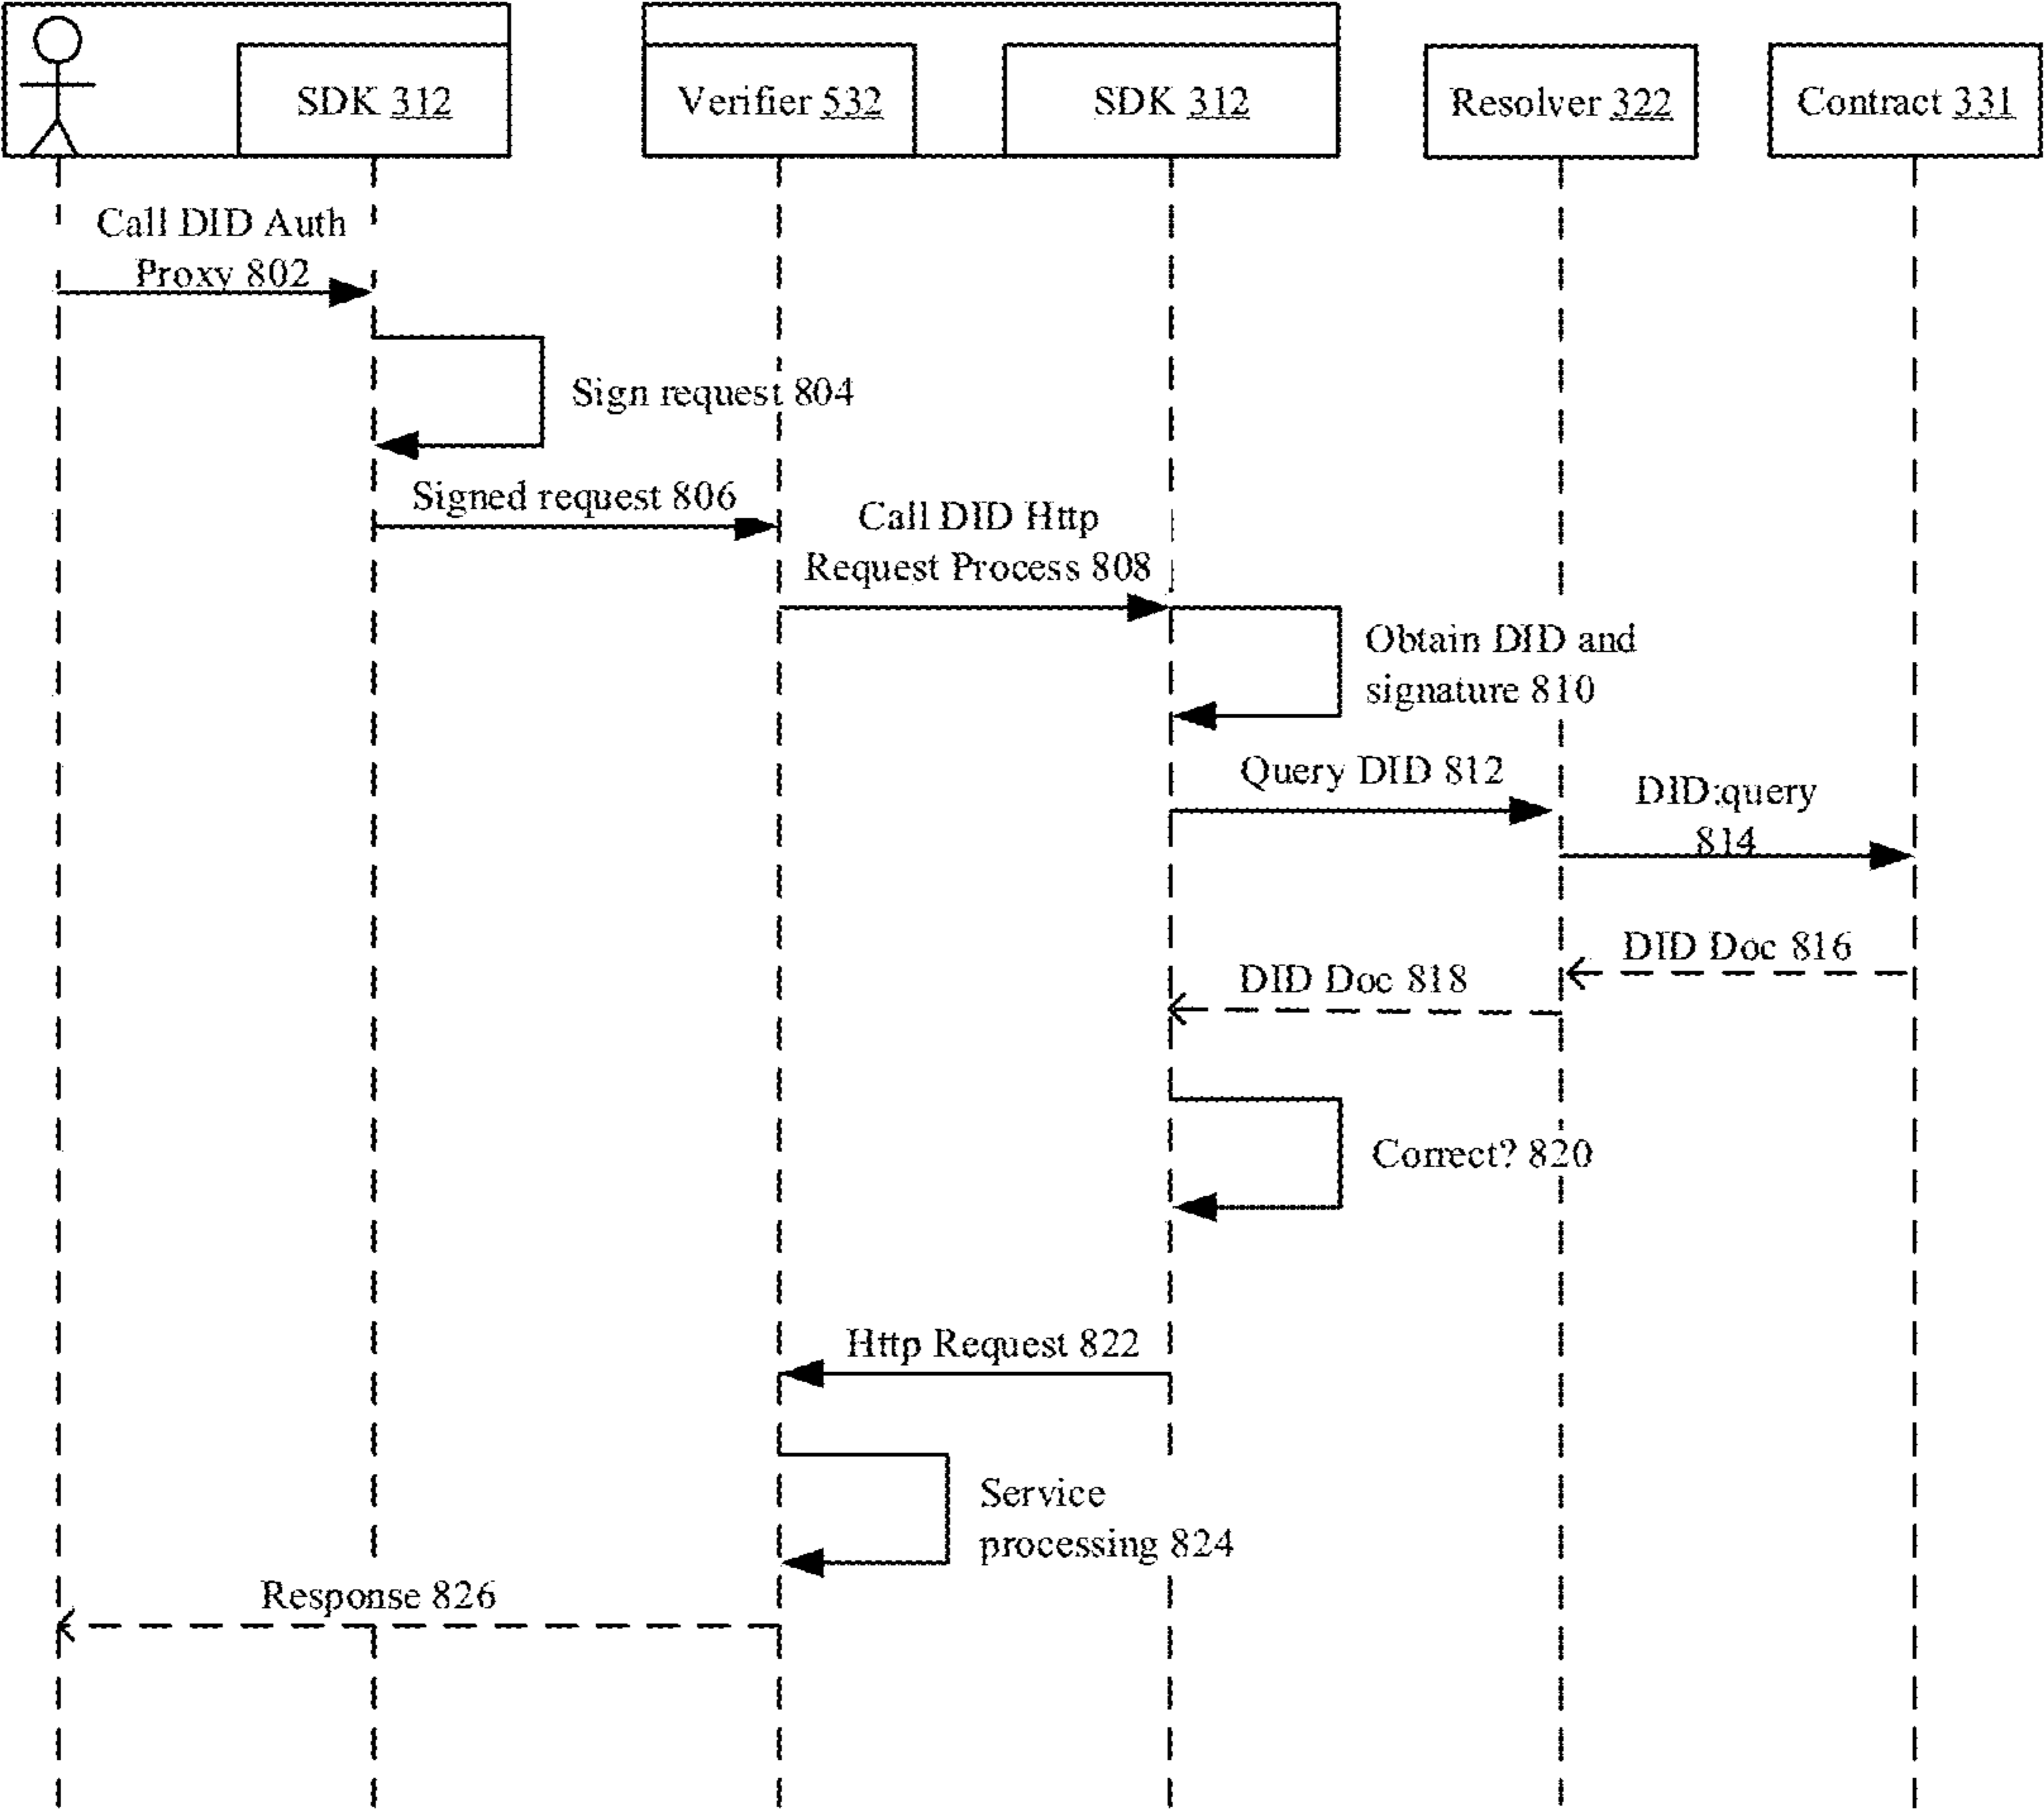 SDK 312
Verifier 532
SDK 312
Resolver 322
Contract 331
Call DID Auth
Proxy 802
Sign request 804
Signed request 806
Call DID Http
Request Process 808
Obtain DID and
signature 810
Query DID 812
DID:query
814
DID Doc 816
DID Doc 818
Correct? 820
Http Request 822
Service
processing 824
Response 826